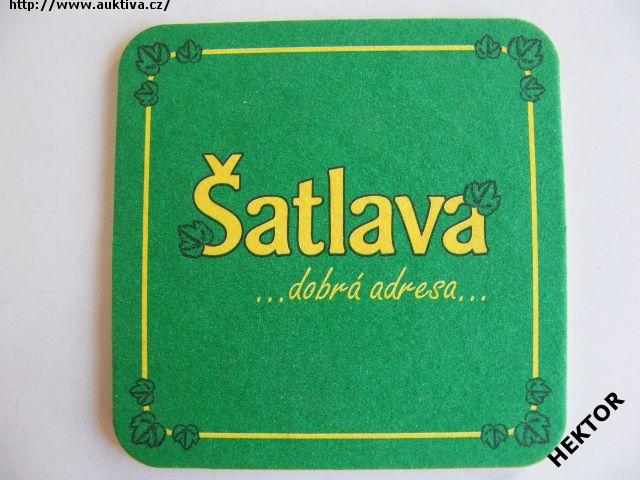 http://www.auktiva.cz/
Šatlava
...dobrá adresa...
HEKTOR